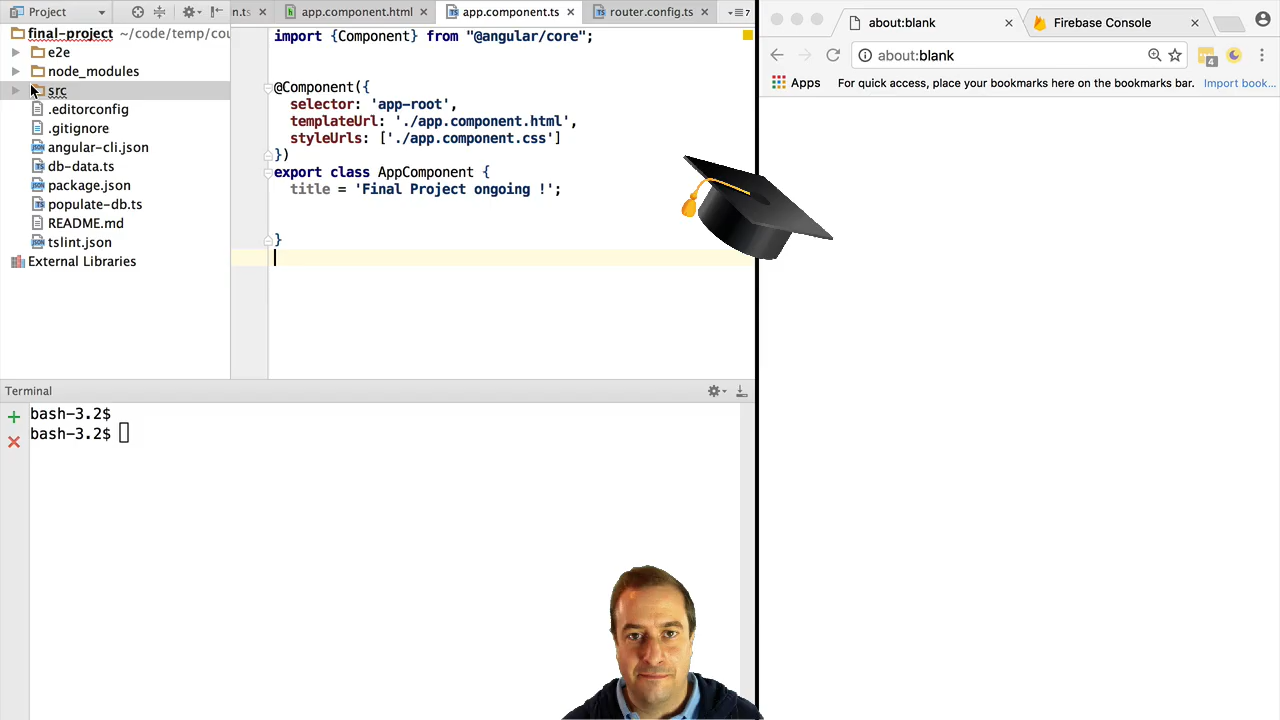 Project
n.ts
app.component.html
app.component.ts
router.config.ts
7
final-project ~/code/temp/cou
e2e
node_modules
src
.editorconfig
.gitignore
angular-cli.json
db-data.ts
package.json
populate-db.ts
README.md
tslint.json
External Libraries
import {Component} from "@angular/core";
@Component({
selector: 'app-root',
templateUrl: './app.component.html',
styleUrls: ['./app.component.css']
})
export class AppComponent {
title = 'Final Project ongoing !';
}
Terminal
bash-3.2$
bash-3.2$
about:blank
Firebase Console
about:blank
4
Apps
For quick access, place your bookmarks here on the bookmarks bar. Import book...